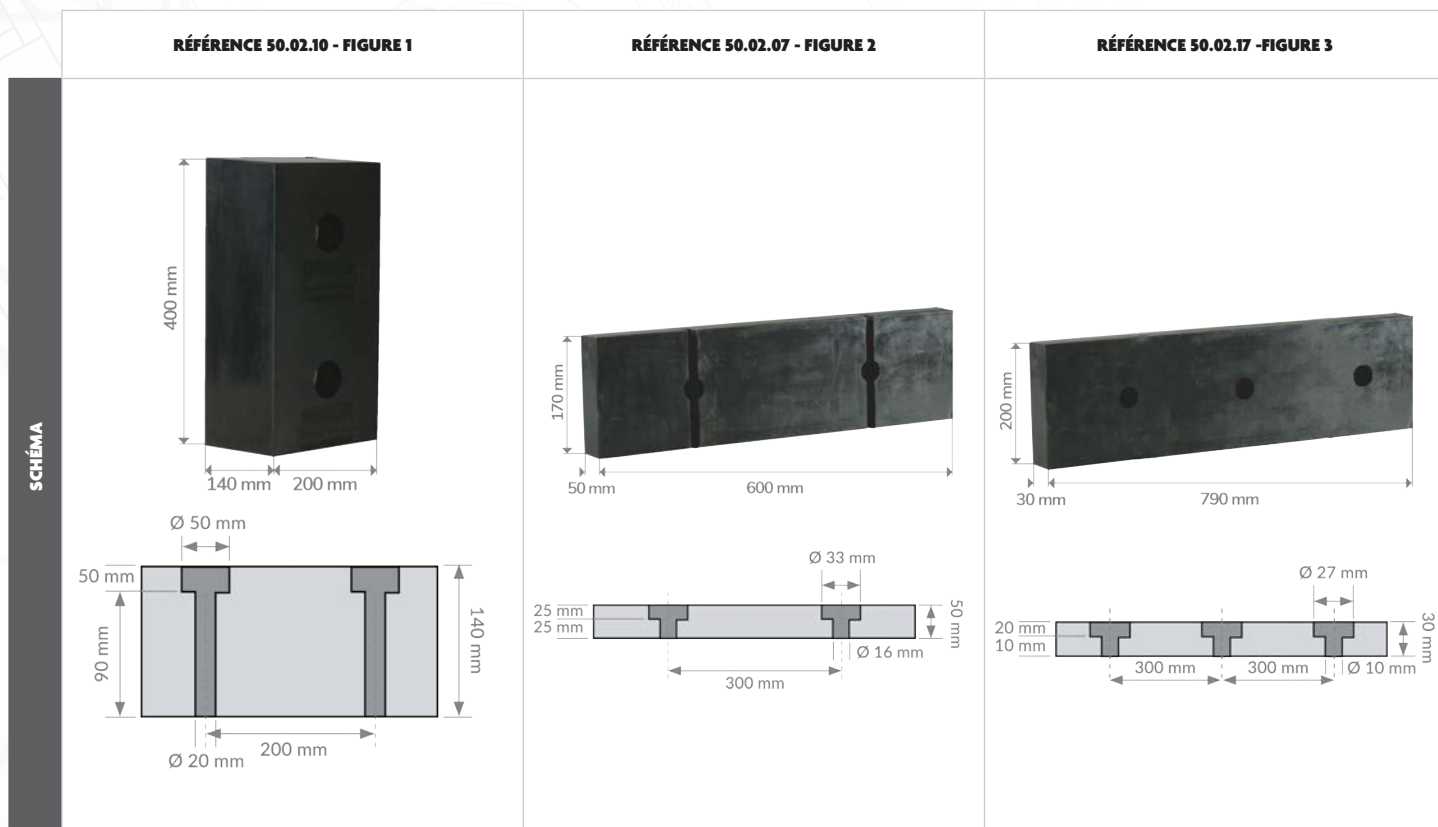 RÉFÉRENCE 50.02.10 - FIGURE 1
RÉFÉRENCE 50.02.07 - FIGURE 2
RÉFÉRENCE 50.02.17 -FIGURE 3
SCHÉMA
400 mm
140 mm
200 mm
Ø 50 mm
50 mm
90 mm
140 mm
200 mm
Ø 20 mm
170 mm
50 mm
600 mm
Ø 33 mm
25 mm
25 mm
50 mm
Ø 16 mm
300 mm
200 mm
30 mm
790 mm
Ø 27 mm
20 mm
10 mm
30 mm
300 mm
300 mm
Ø 10 mm